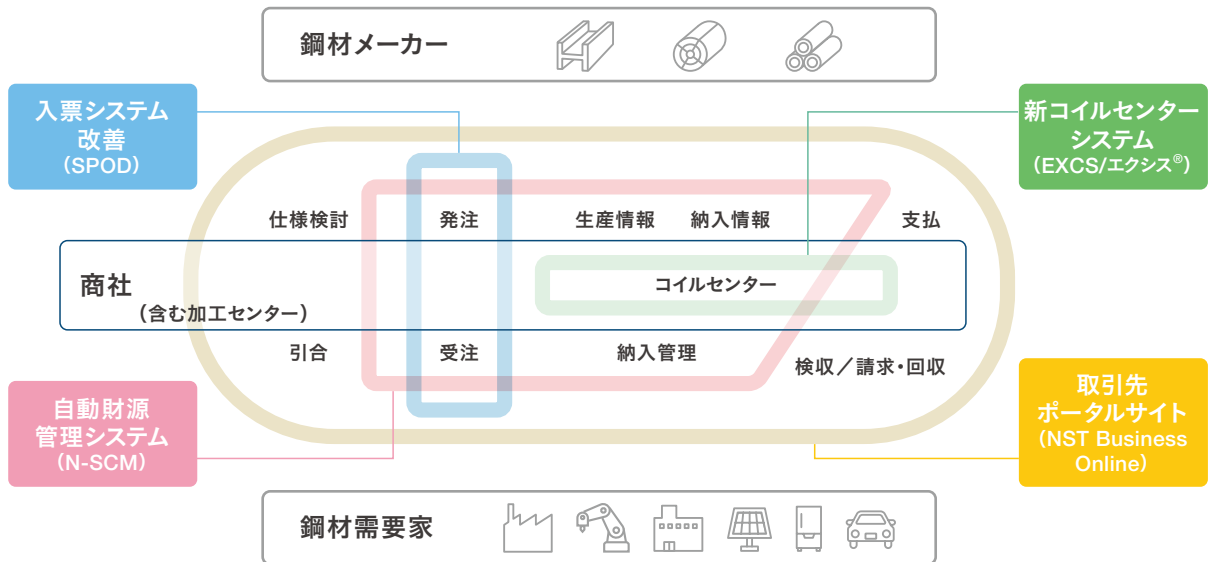 鋼材メーカー
入票システム
改善
（SPOD）
新コイルセンター
システム
（EXCS/エクシス®）
仕様検討
発注
生産情報
納入情報
支払
商社
（含む加工センター）
コイルセンター
引合
受注
納入管理
検収／請求・回収
自動財源
管理システム
（N-SCM）
取引先
ポータルサイト
（NST Business
Online）
鋼材需要家